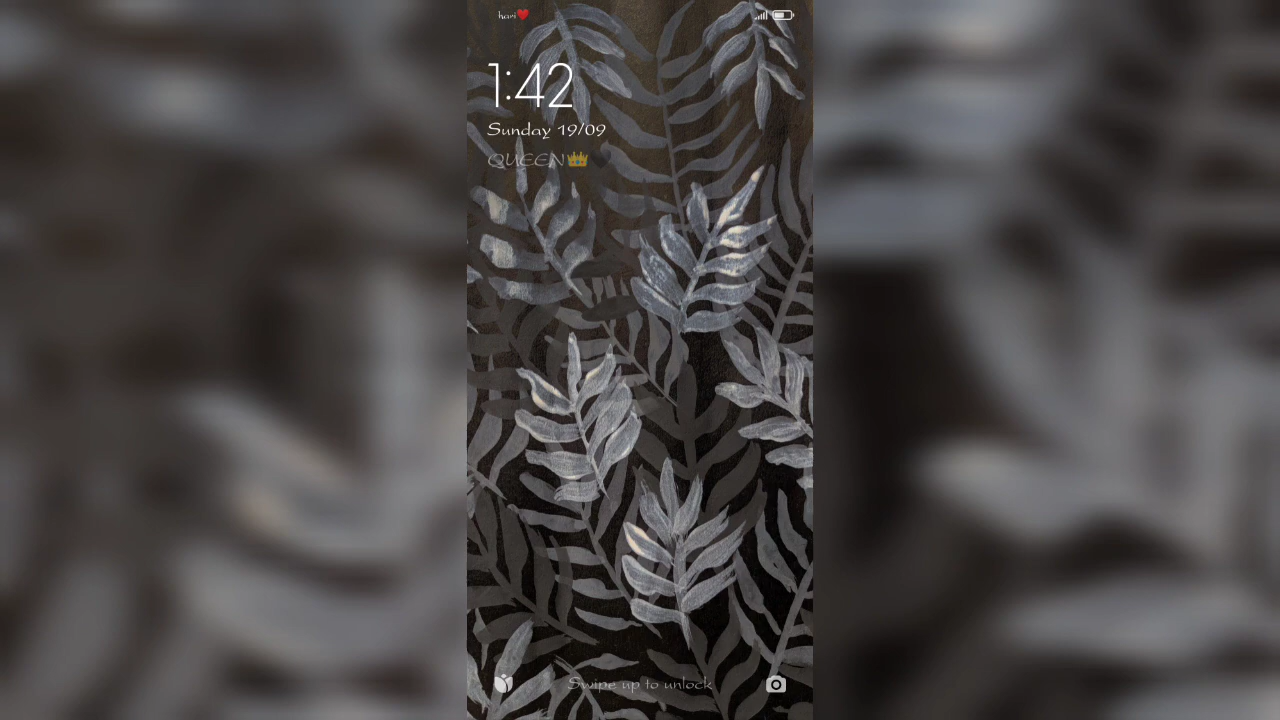 hari❤️
1:42
Sunday 19/09
QUEEN👑
Swipe up to unlock